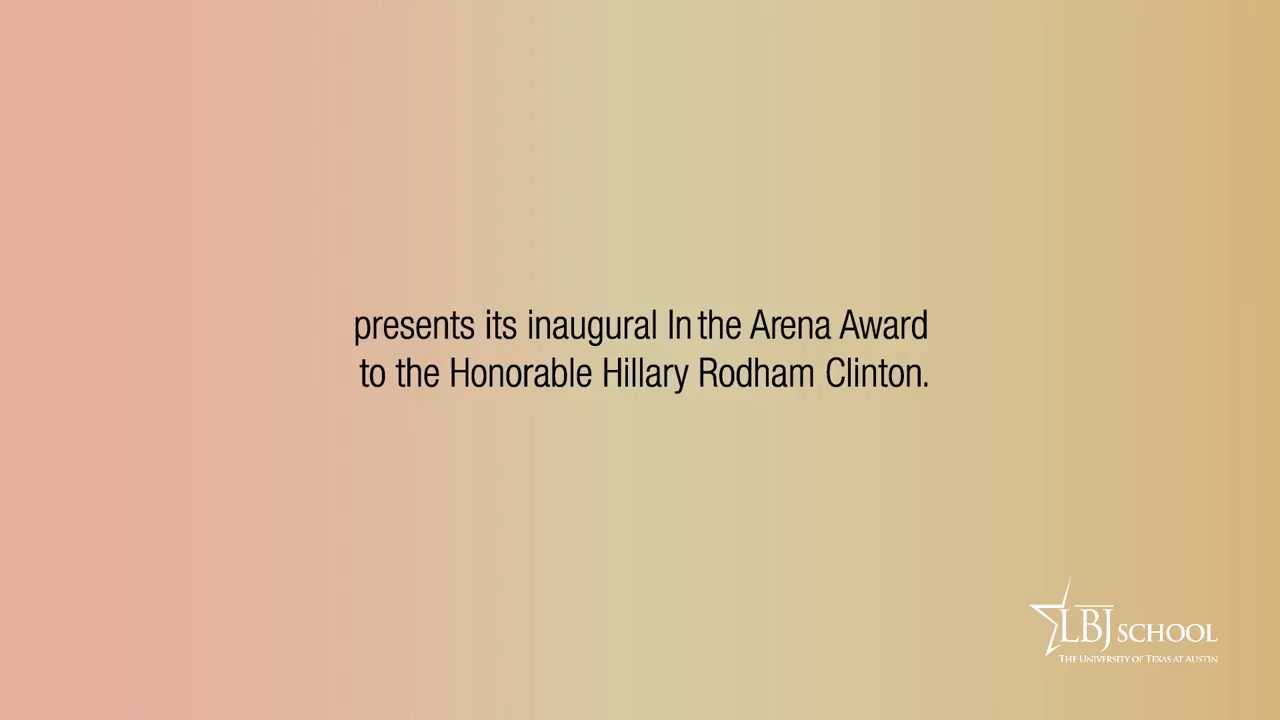 presents its inaugural In the Arena Award
to the Honorable Hillary Rodham Clinton.
LBJ SCHOOL
THE UNIVERSITY OF TEXAS AT AUSTIN